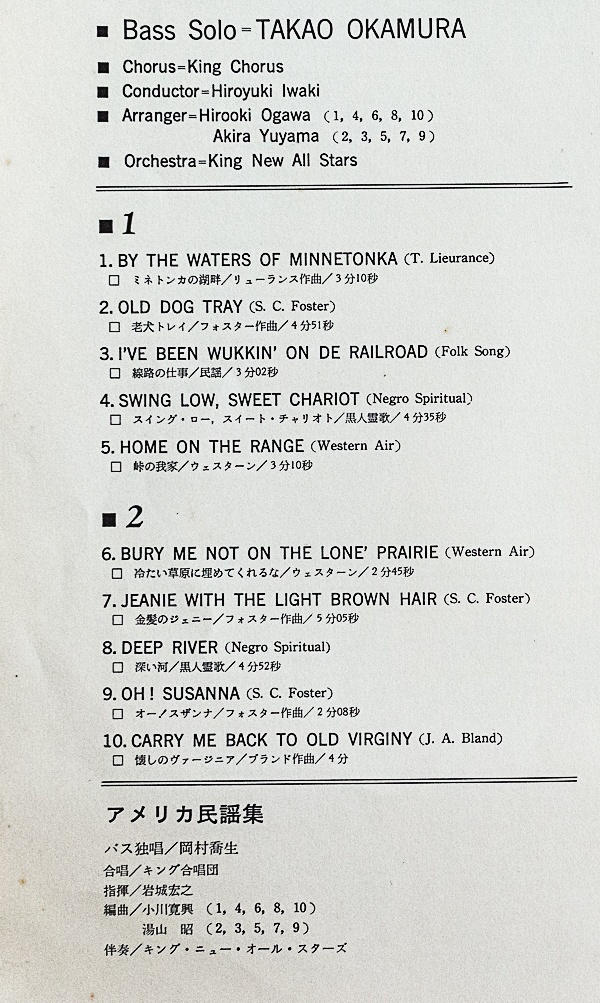 ■ Bass Solo=TAKAO OKAMURA
■ Chorus=King Chorus
■ Conductor=Hiroyuki Iwaki
■ Arranger=Hirooki Ogawa (1, 4, 6, 8, 10)
Akira Yuyama (2, 3, 5, 7, 9)
■ Orchestra=King New All Stars
■ 1
1. BY THE WATERS OF MINNETONKA (T. Lieurance)
□ ミネトンカの湖畔/リューランス作曲/3分10秒
2. OLD DOG TRAY (S. C. Foster)
□ 老犬トレイ/フォスター作曲/4分51秒
3. I'VE BEEN WUKKIN' ON DE RAILROAD (Folk Song)
□ 線路の仕事/民謡/3分02秒
4. SWING LOW, SWEET CHARIOT (Negro Spiritual)
□ スイング・ロー, スイート・チャリオト/黒人霊歌/4分35秒
5. HOME ON THE RANGE (Western Air)
□ 峠の我家/ウェスターン/3分10秒
■ 2
6. BURY ME NOT ON THE LONE' PRAIRIE (Western Air)
□ 冷たい草原に埋めてくれるな/ウェスターン/2分45秒
7. JEANIE WITH THE LIGHT BROWN HAIR (S. C. Foster)
□ 金髪のジェニー/フォスター作曲/5分05秒
8. DEEP RIVER (Negro Spiritual)
□ 深い河/黒人霊歌/4分52秒
9. OH! SUSANNA (S. C. Foster)
□ オー!スザンナ/フォスター作曲/2分08秒
10. CARRY ME BACK TO OLD VIRGINY (J. A. Bland)
□ 懐しのヴァージニア/ブランド作曲/4分
アメリカ民謡集
バス独唱/岡村喬生
合唱/キング合唱団
指揮/岩城宏之
編曲/小川寛興 (1, 4, 6, 8, 10)
湯山 昭 (2, 3, 5, 7, 9)
伴奏/キング・ニュー・オール・スターズ